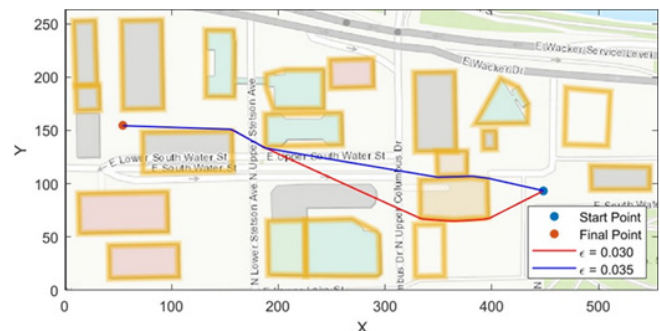 250
200
150
100
50
0
Y
0
100
200
300
400
500
X
E Wacker Service Level
E Wacker Dr
N Upper Stetson Ave
N Lower Stetson Ave
E Lower South Water St
E South Water St
E Upper South Water St
N Upper Columbus Dr
mbus Dr
E South Wate
Start Point
Final Point
ϵ = 0.030
ϵ = 0.035
N